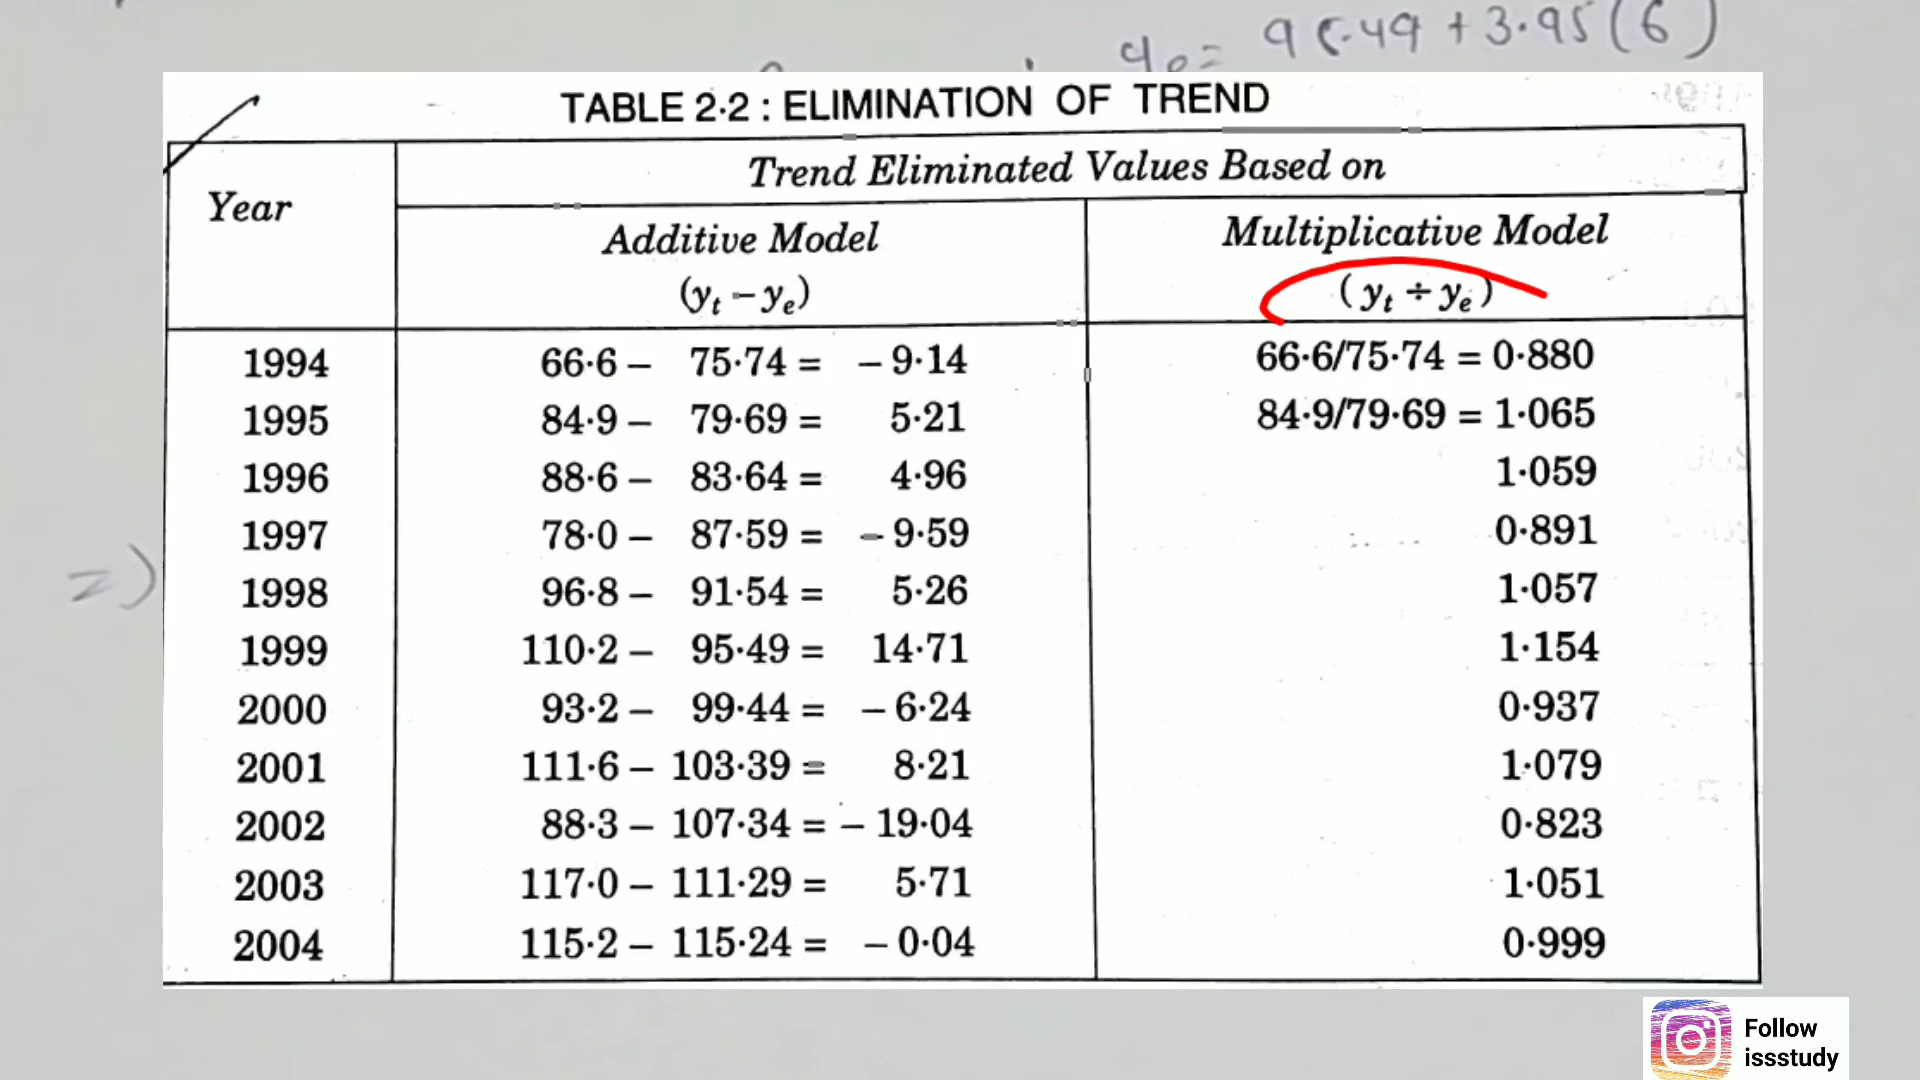 = 95.49 + 3.95 (6)
TABLE 2·2 : ELIMINATION OF TREND
Year
Trend Eliminated Values Based on
Additive Model
(yt – ye)
Multiplicative Model
( yt ÷ ye )
1994 66·6 – 75·74 = – 9·14 66·6/75·74 = 0·880
1995 84·9 – 79·69 = 5·21 84·9/79·69 = 1·065
1996 88·6 – 83·64 = 4·96 1·059
1997 78·0 – 87·59 = – 9·59 0·891
1998 96·8 – 91·54 = 5·26 1·057
1999 110·2 – 95·49 = 14·71 1·154
2000 93·2 – 99·44 = – 6·24 0·937
2001 111·6 – 103·39 = 8·21 1·079
2002 88·3 – 107·34 = – 19·04 0·823
2003 117·0 – 111·29 = 5·71 1·051
2004 115·2 – 115·24 = – 0·04 0·999
=)
Follow
issstudy